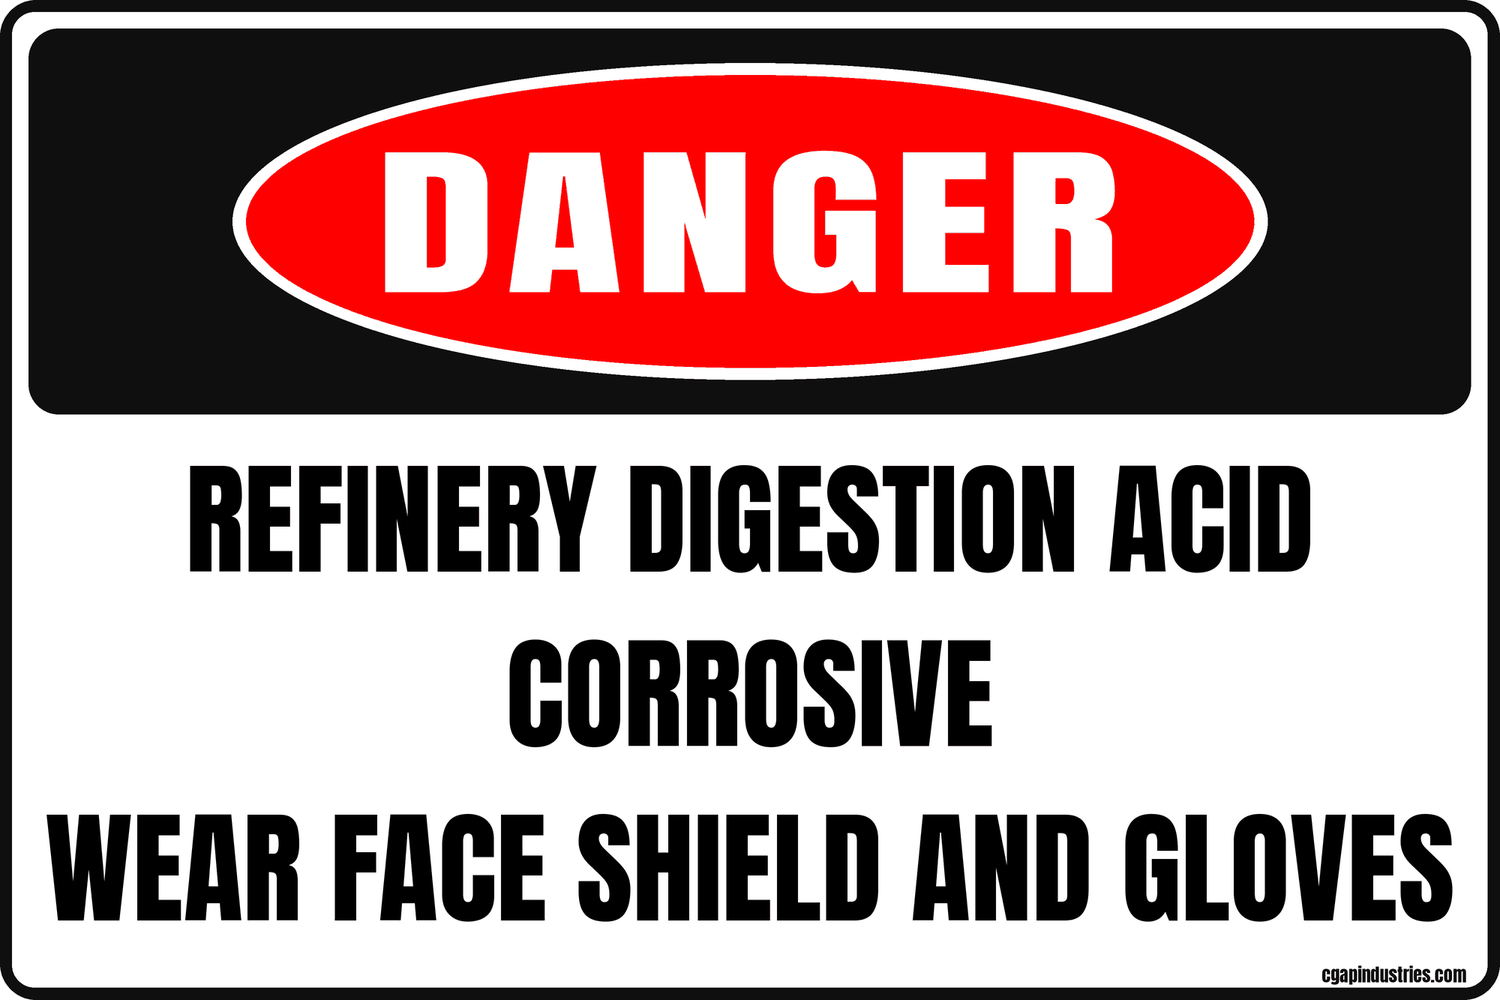 DANGER
REFINERY DIGESTION ACID
CORROSIVE
WEAR FACE SHIELD AND GLOVES
cgapindustries.com